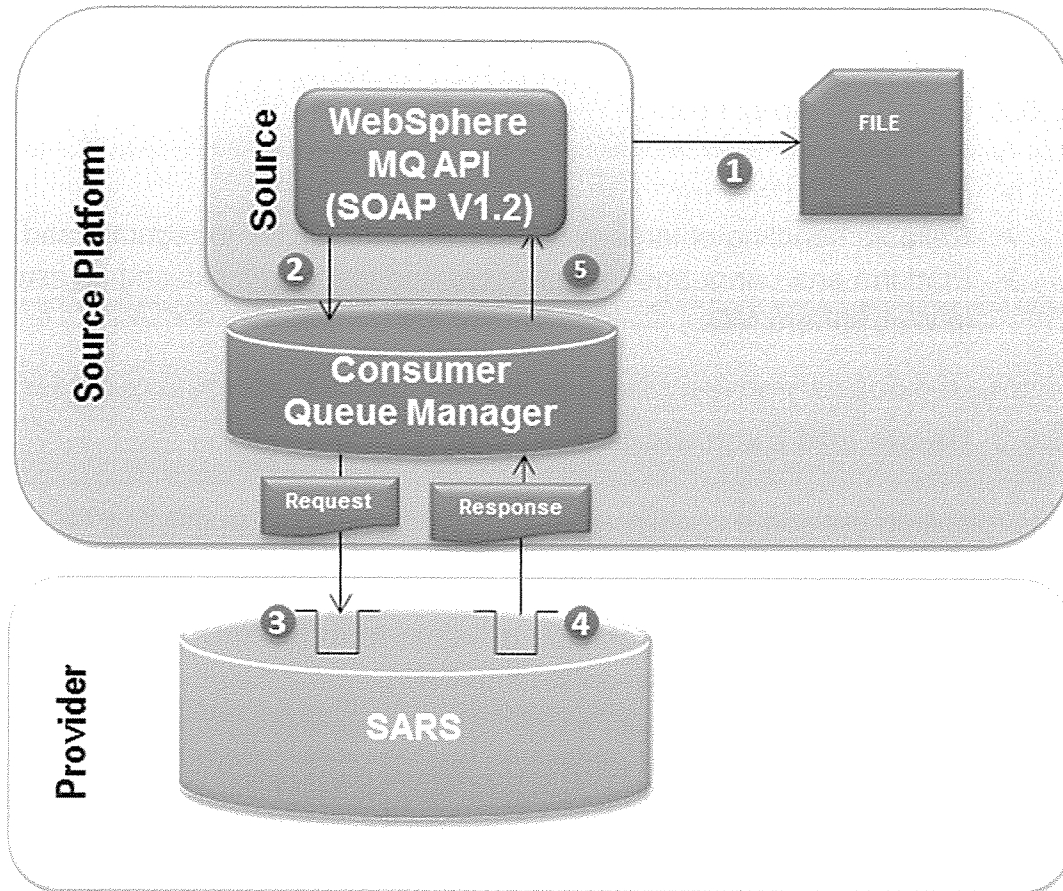 Source Platform
Source
WebSphere
MQ API
(SOAP V1.2)
FILE
1
2
5
Consumer
Queue Manager
Request
Response
Provider
3
4
SARS